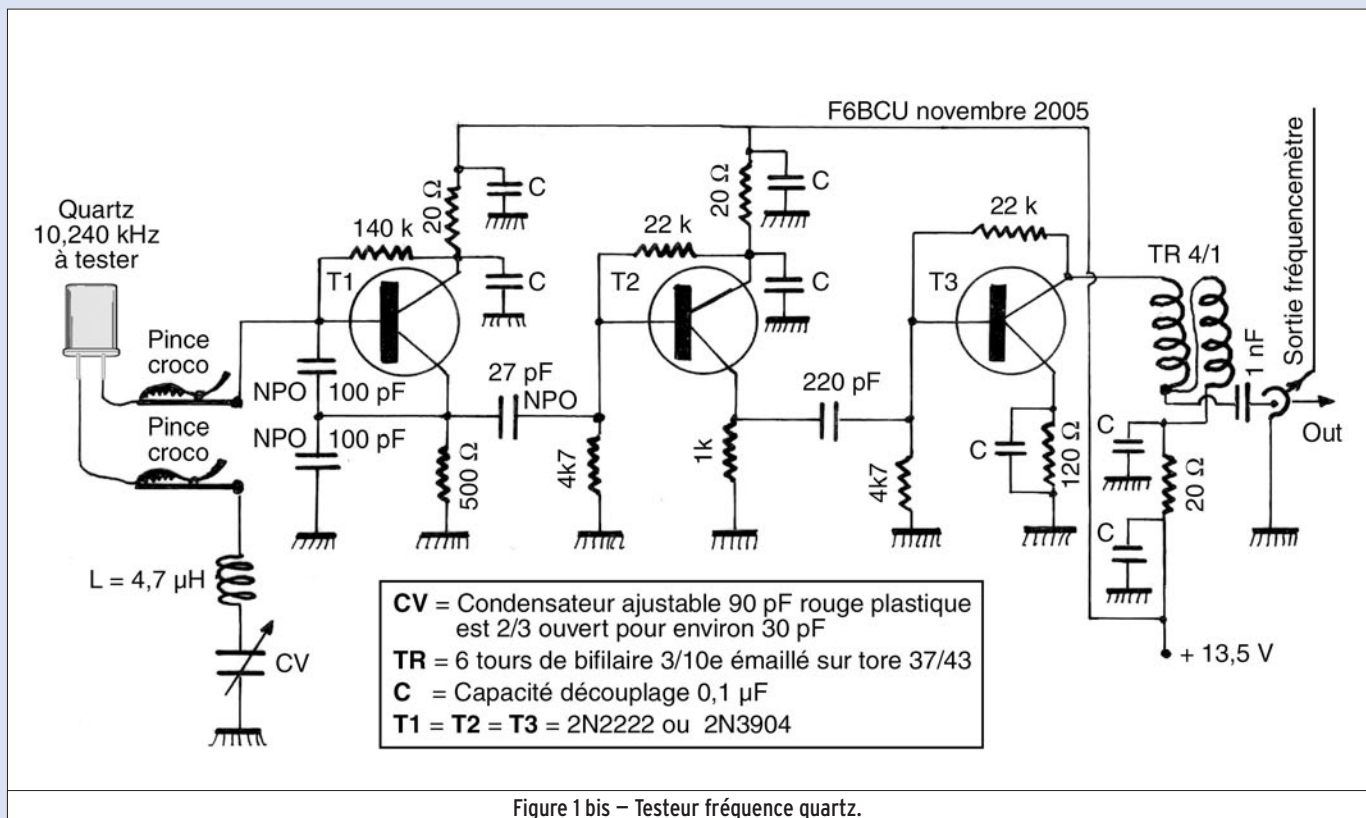 F6BCU novembre 2005
Quartz
10,240 kHz
à tester
Pince
croco
Pince
croco
L = 4,7 µH
CV
140 k
20 Ω
C
C
T1
NPO
100 pF
NPO
100 pF
500 Ω
27 pF
NPO
4k7
22 k
20 Ω
C
C
T2
1k
220 pF
4k7
22 k
T3
C
120 Ω
TR 4/1
1 nF
Sortie fréquencemètre
Out
C
20 Ω
C
+ 13,5 V
CV = Condensateur ajustable 90 pF rouge plastique
est 2/3 ouvert pour environ 30 pF
TR = 6 tours de bifilaire 3/10e émaillé sur tore 37/43
C = Capacité découplage 0,1 µF
T1 = T2 = T3 = 2N2222 ou 2N3904
Figure 1 bis – Testeur fréquence quartz.